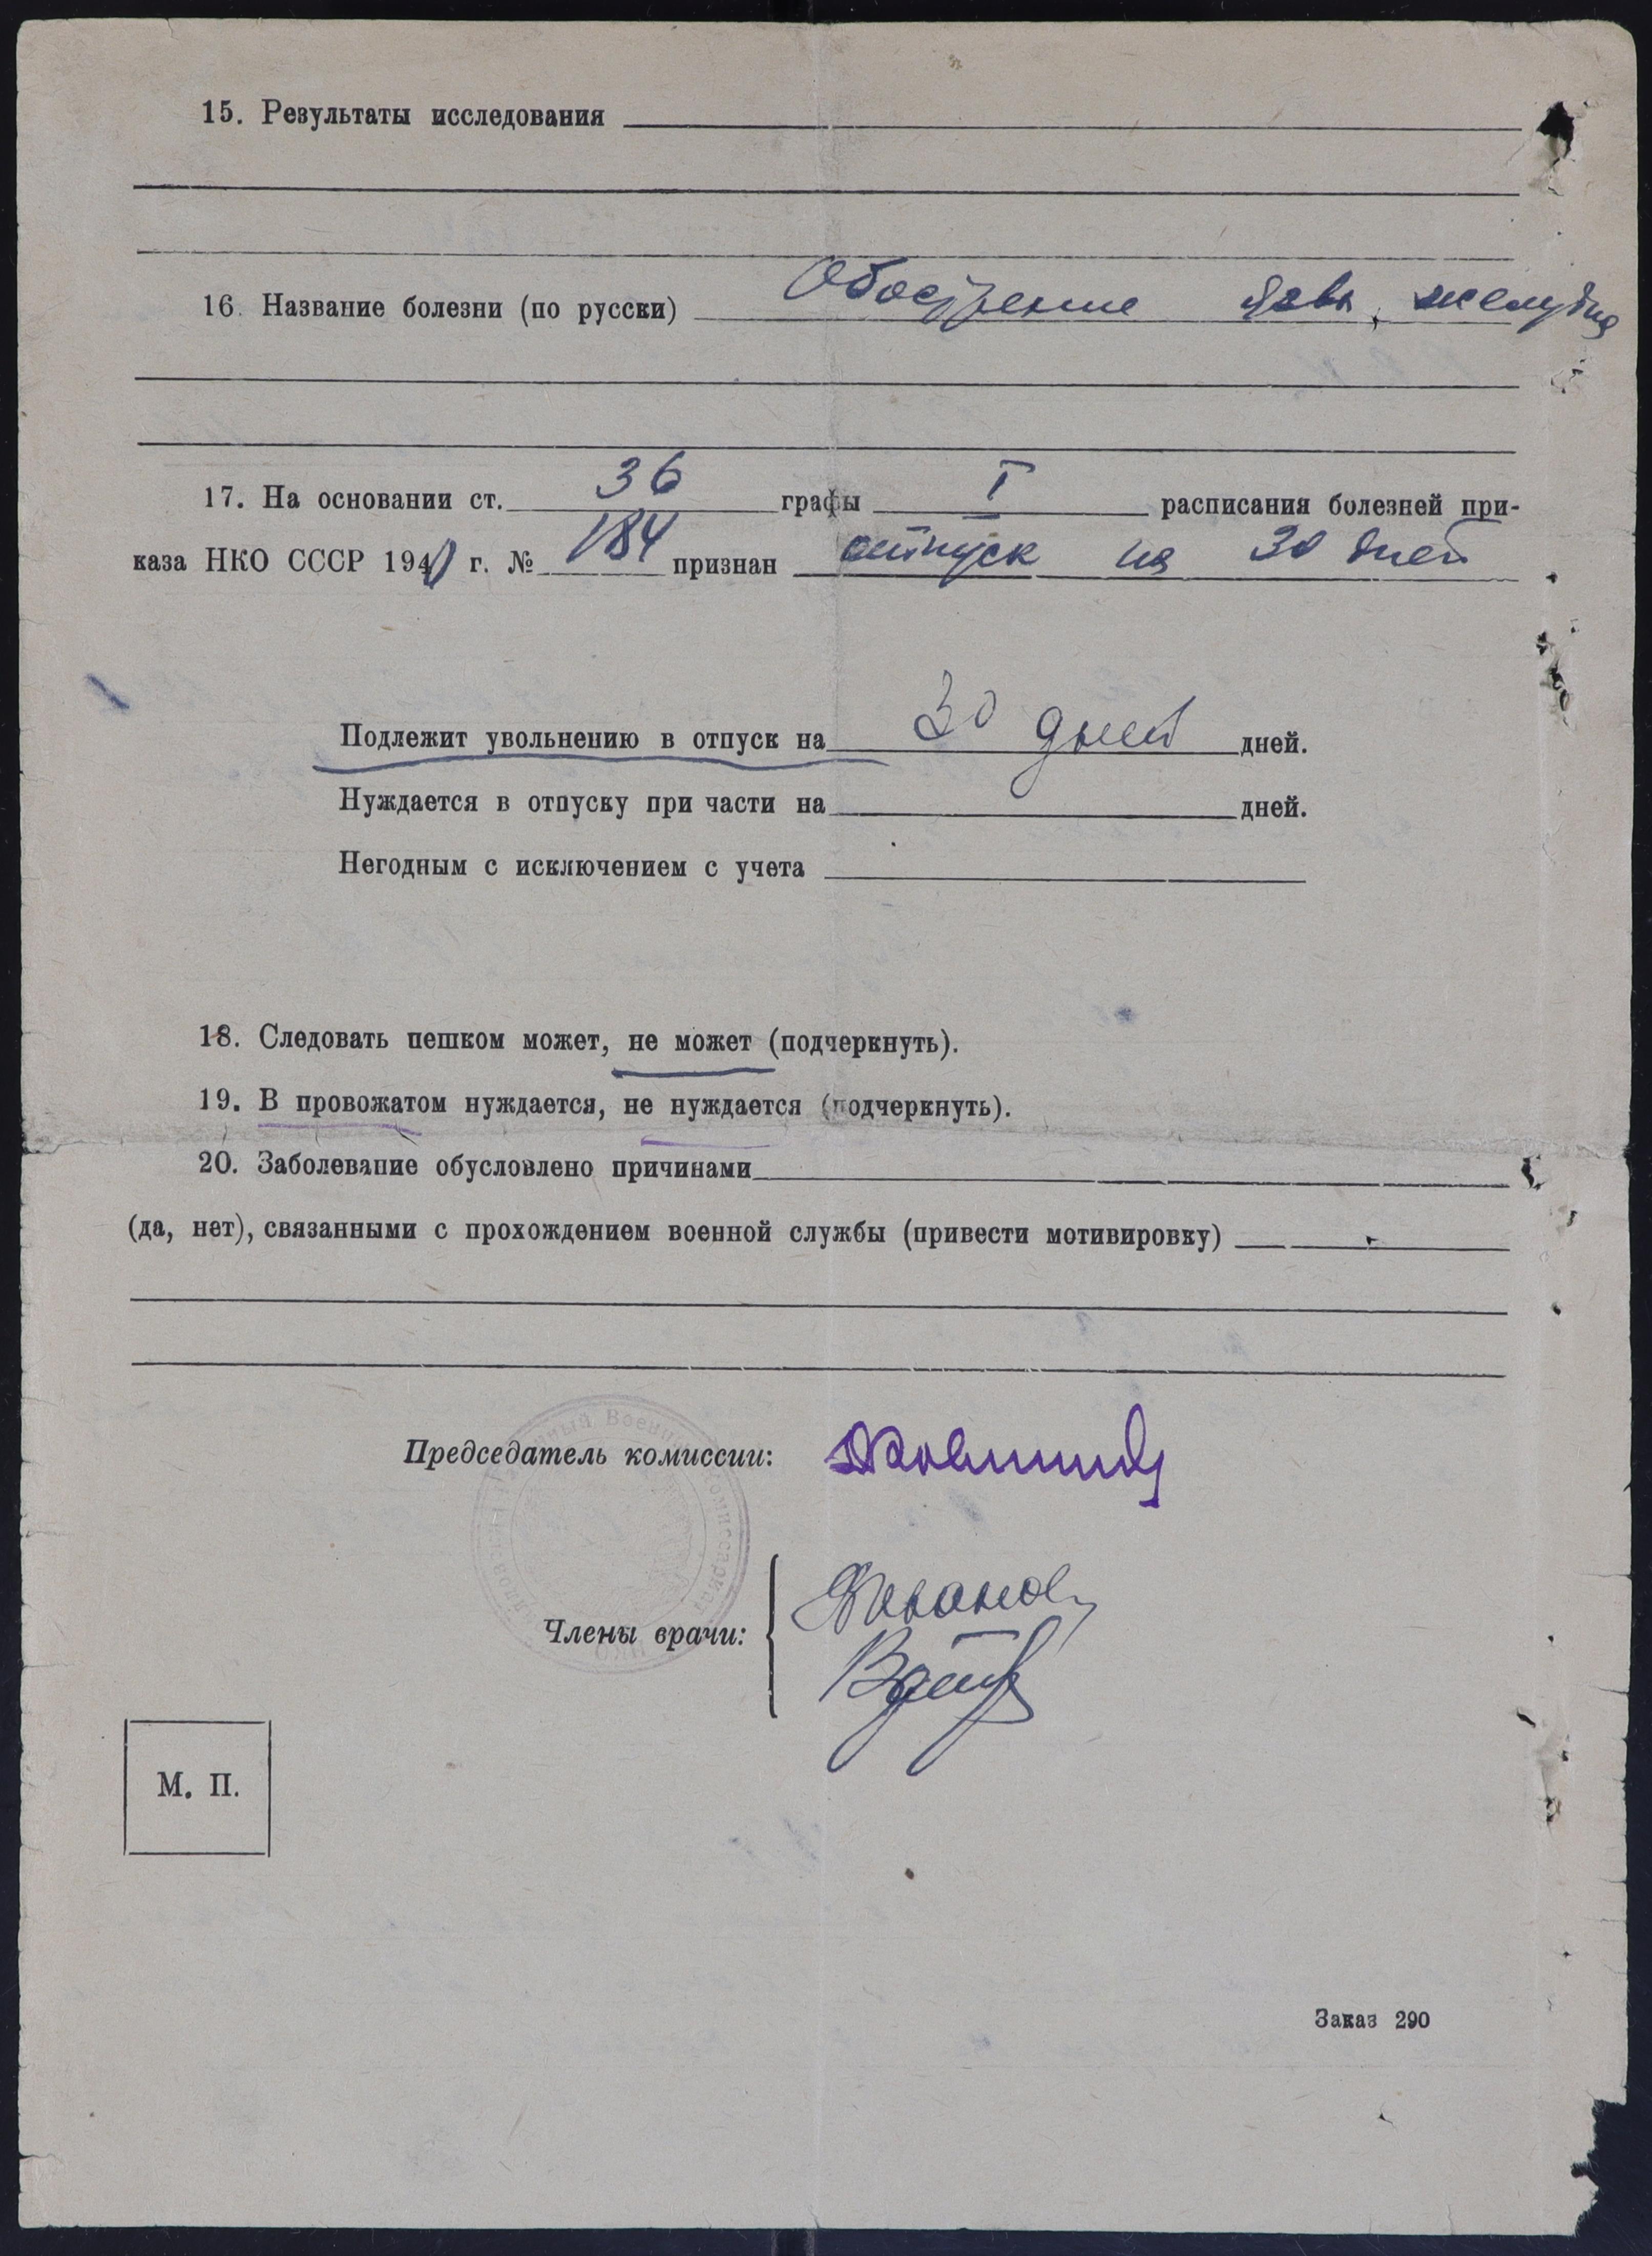 15. Результаты исследования
16. Название болезни (по русски) Обострение язвы желудка
17. На основании ст. 36 графы I расписания болезней при-
каза НКО СССР 1940 г. № 184 признан отпуск на 30 дней
Подлежит увольнению в отпуск на 30 дней дней.
Нуждается в отпуску при части на дней.
Негодным с исключением с учета
18. Следовать пешком может, не может (подчеркнуть).
19. В провожатом нуждается, не нуждается (подчеркнуть).
20. Заболевание обусловлено причинами
(да, нет), связанными с прохождением военной службы (привести мотивировку)
Председатель комиссии:
Члены врачи:
М. П.
Заказ 290